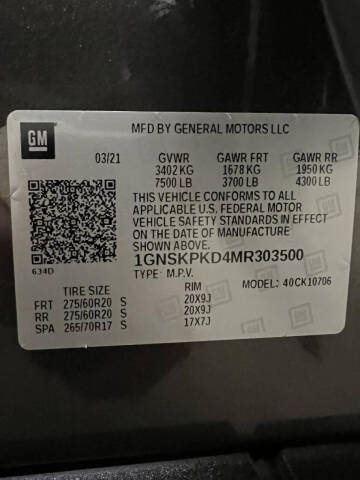 GM
MFD BY GENERAL MOTORS LLC
03/21 GVWR GAWR FRT GAWR RR
3402 KG 1678 KG 1950 KG
7500 LB 3700 LB 4300 LB
THIS VEHICLE CONFORMS TO ALL
APPLICABLE U.S. FEDERAL MOTOR
VEHICLE SAFETY STANDARDS IN EFFECT
ON THE DATE OF MANUFACTURE
SHOWN ABOVE.
1GNSKPKD4MR303500
634D
TYPE: M.P.V.
TIRE SIZE RIM MODEL: 40CK10706
FRT 275/60R20 S 20X9J
RR 275/60R20 S 20X9J
SPA 265/70R17 S 17X7J